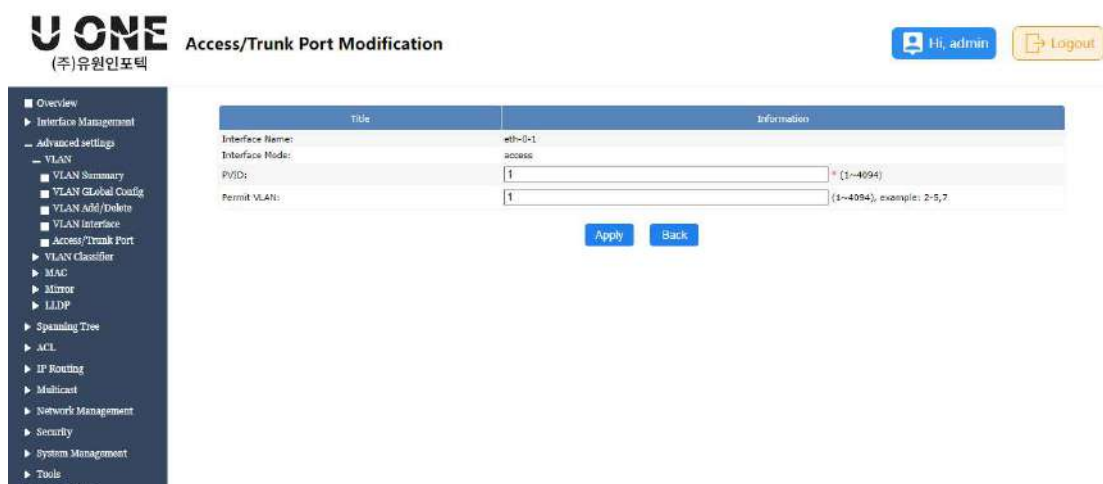 U ONE
(주)유원인포텍
Access/Trunk Port Modification
Hi, admin
Logout
Overview
Interface Management
Advanced settings
VLAN
VLAN Summary
VLAN GLobal Config
VLAN Add/Delete
VLAN Interface
Access/Trunk Port
VLAN Classifier
MAC
Mirror
LLDP
Spanning Tree
ACL
IP Routing
Multicast
Network Management
Security
System Management
Tools
Title Information
Interface Name: eth-0-1
Interface Mode: access
PVID: 1 * (1~4094)
Permit VLAN: 1 (1~4094), example: 2-5,7
Apply Back